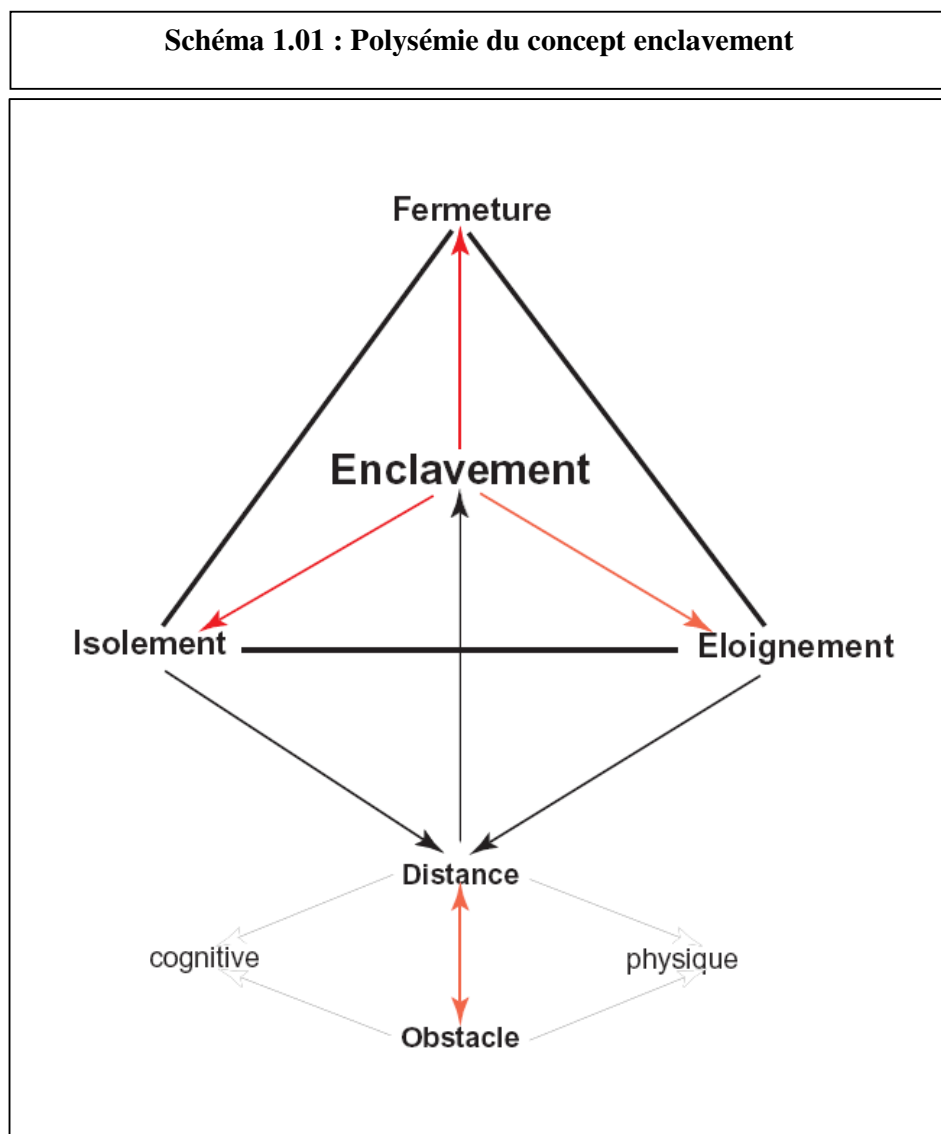 Schéma 1.01 : Polysémie du concept enclavement
Fermeture
Enclavement
Isolement
Eloignement
Distance
cognitive
physique
Obstacle